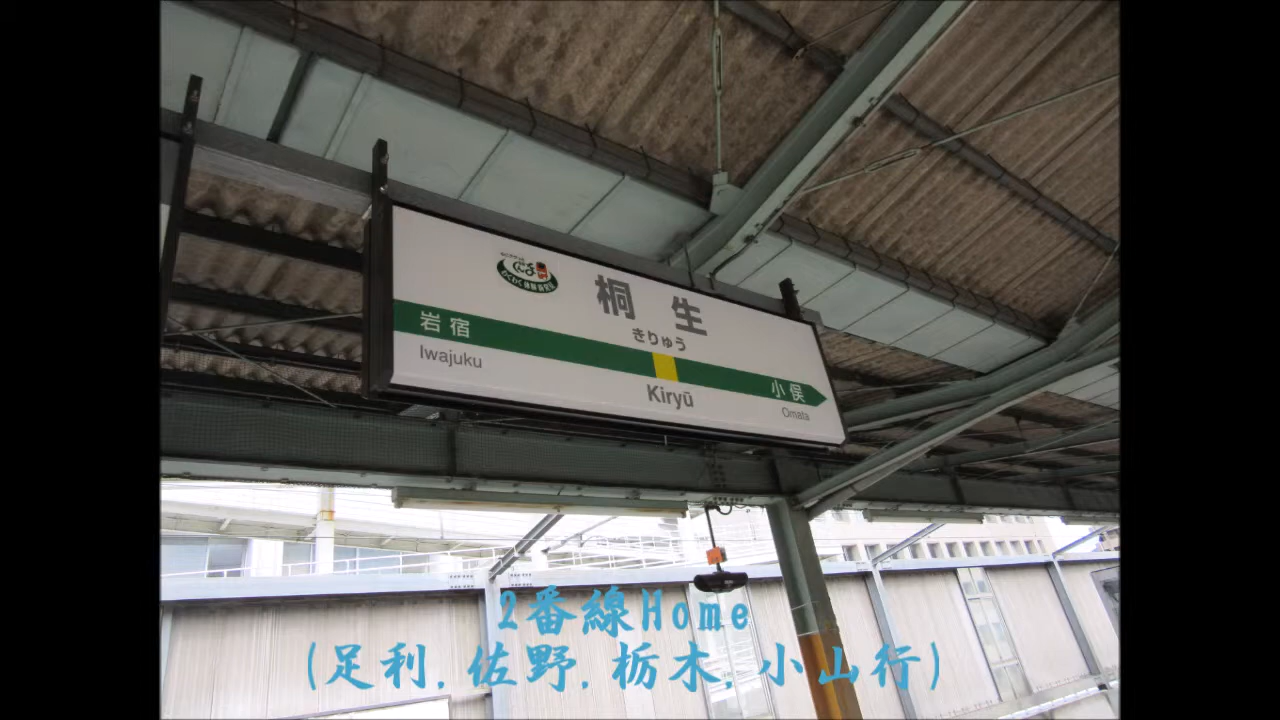 桐生
きりゅう
岩宿
Iwajuku
Kiryū
小俣
Omata
2番線Home
(足利,佐野,栃木,小山行)